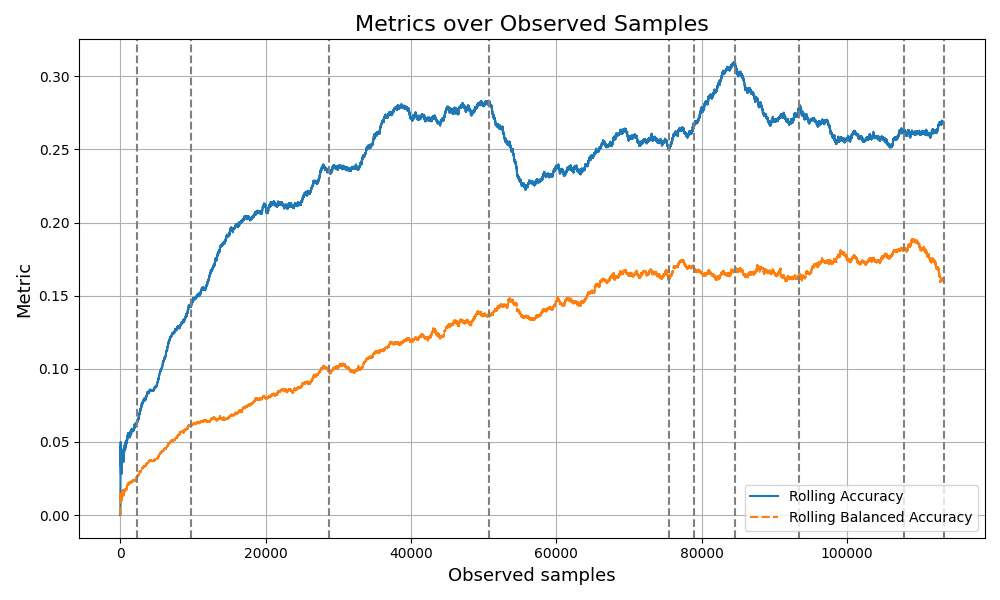 Metrics over Observed Samples
Metric
0.30
0.25
0.20
0.15
0.10
0.05
0.00
0
20000
40000
60000
80000
100000
Observed samples
Rolling Accuracy
Rolling Balanced Accuracy